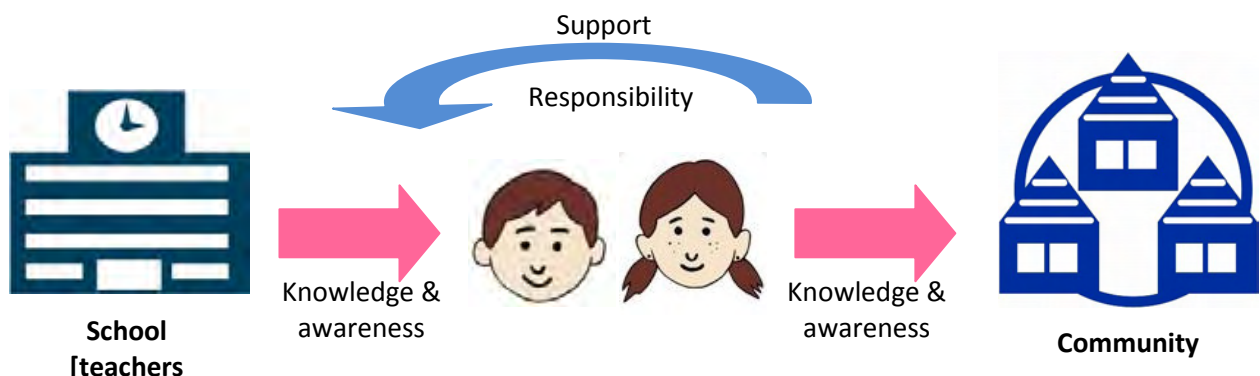 Support
Responsibility
Knowledge &
awareness
Knowledge &
awareness
School
[teachers
Community